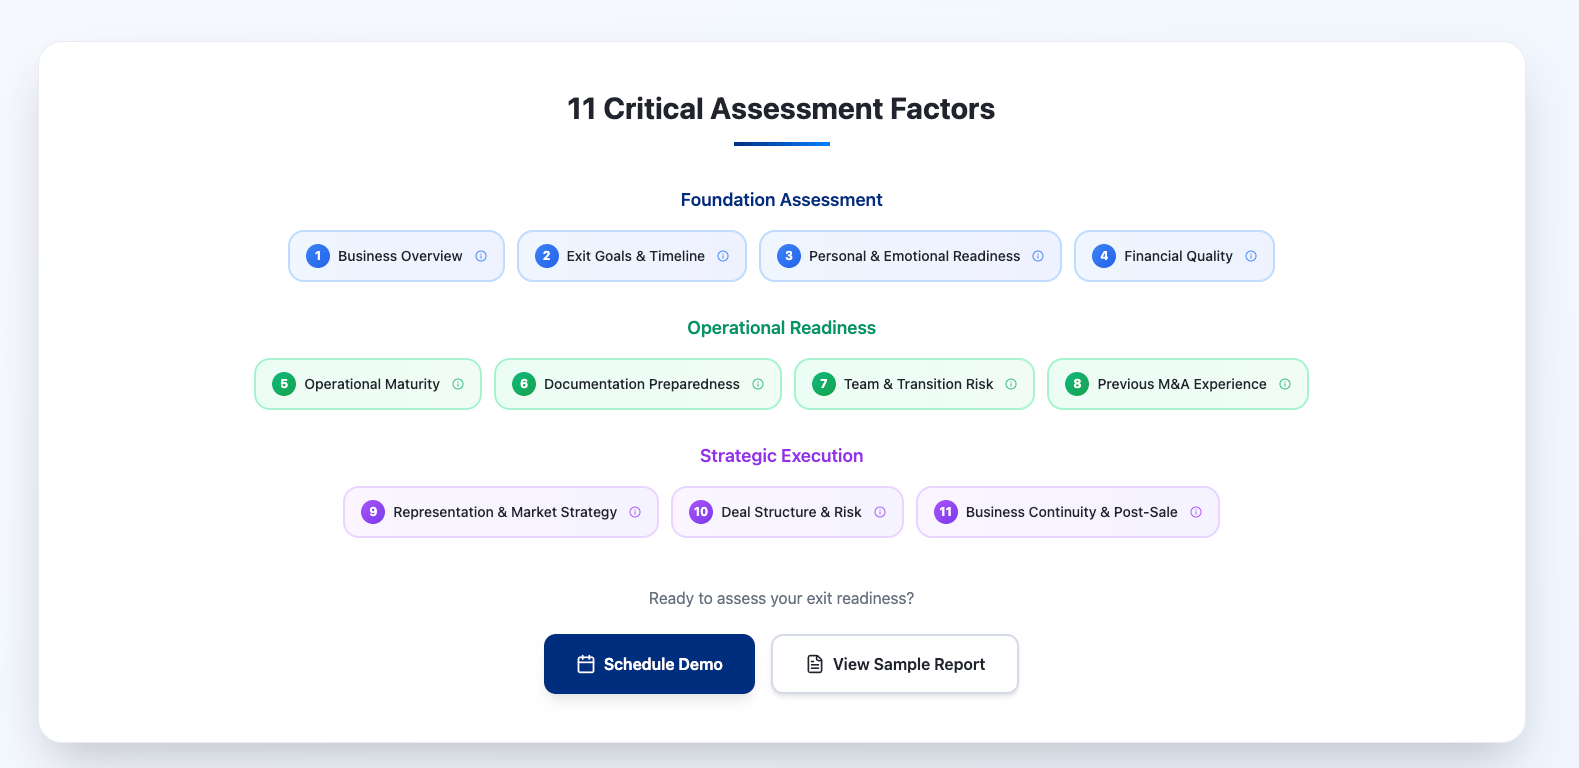 11 Critical Assessment Factors
Foundation Assessment
1 Business Overview
2 Exit Goals & Timeline
3 Personal & Emotional Readiness
4 Financial Quality
Operational Readiness
5 Operational Maturity
6 Documentation Preparedness
7 Team & Transition Risk
8 Previous M&A Experience
Strategic Execution
9 Representation & Market Strategy
10 Deal Structure & Risk
11 Business Continuity & Post-Sale
Ready to assess your exit readiness?
Schedule Demo
View Sample Report